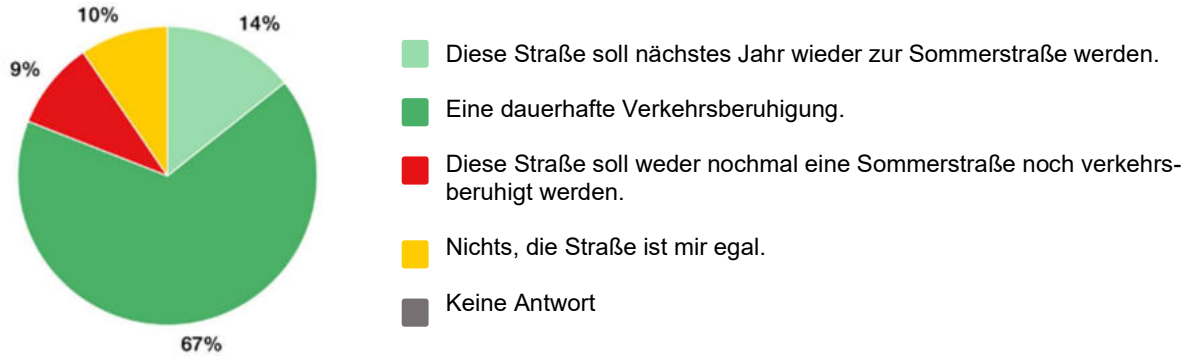 10%
14%
9%
67%
Diese Straße soll nächstes Jahr wieder zur Sommerstraße werden.
Eine dauerhafte Verkehrsberuhigung.
Diese Straße soll weder nochmal eine Sommerstraße noch verkehrs-
beruhigt werden.
Nichts, die Straße ist mir egal.
Keine Antwort